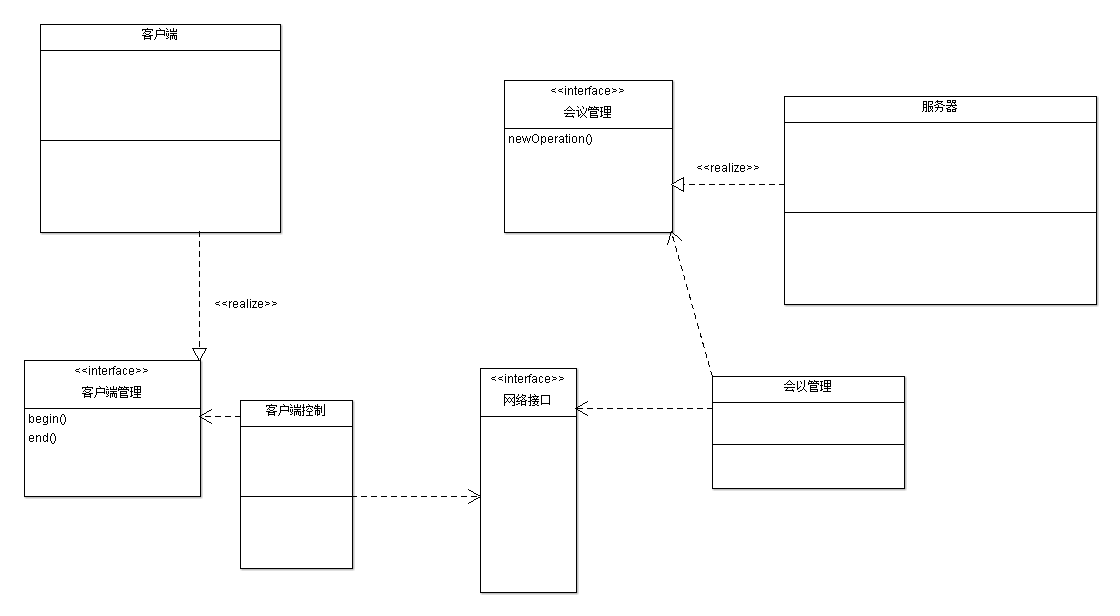 客户端
<<interface>>
会议管理
newOperation()
服务器
<<realize>>
<<realize>>
<<interface>>
客户端管理
begin()
end()
客户端控制
<<interface>>
网络接口
会以管理